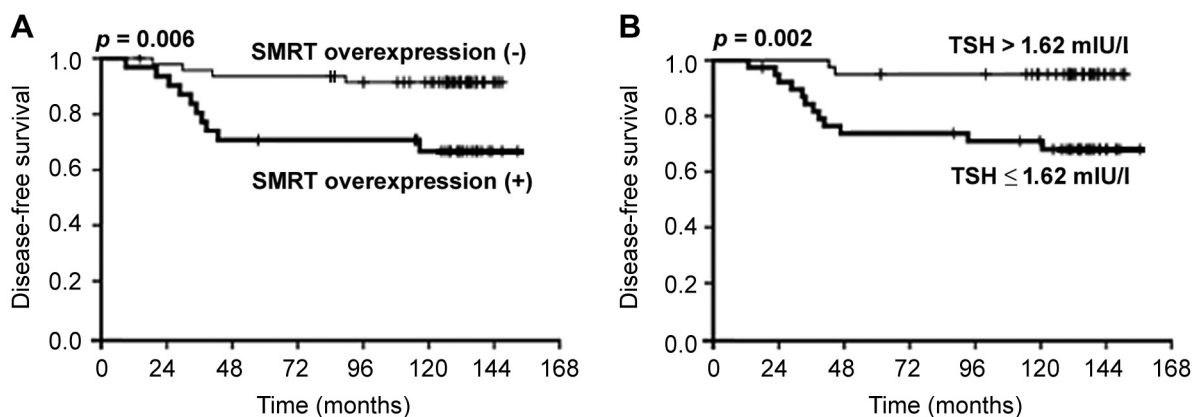 A
p = 0.006
SMRT overexpression (-)
SMRT overexpression (+)
Disease-free survival
1.0
0.8
0.6
0.4
0.2
0.0
0 24 48 72 96 120 144 168
Time (months)
B
p = 0.002
TSH > 1.62 mIU/l
TSH ≤ 1.62 mIU/l
Disease-free survival
1.0
0.8
0.6
0.4
0.2
0.0
0 24 48 72 96 120 144 168
Time (months)